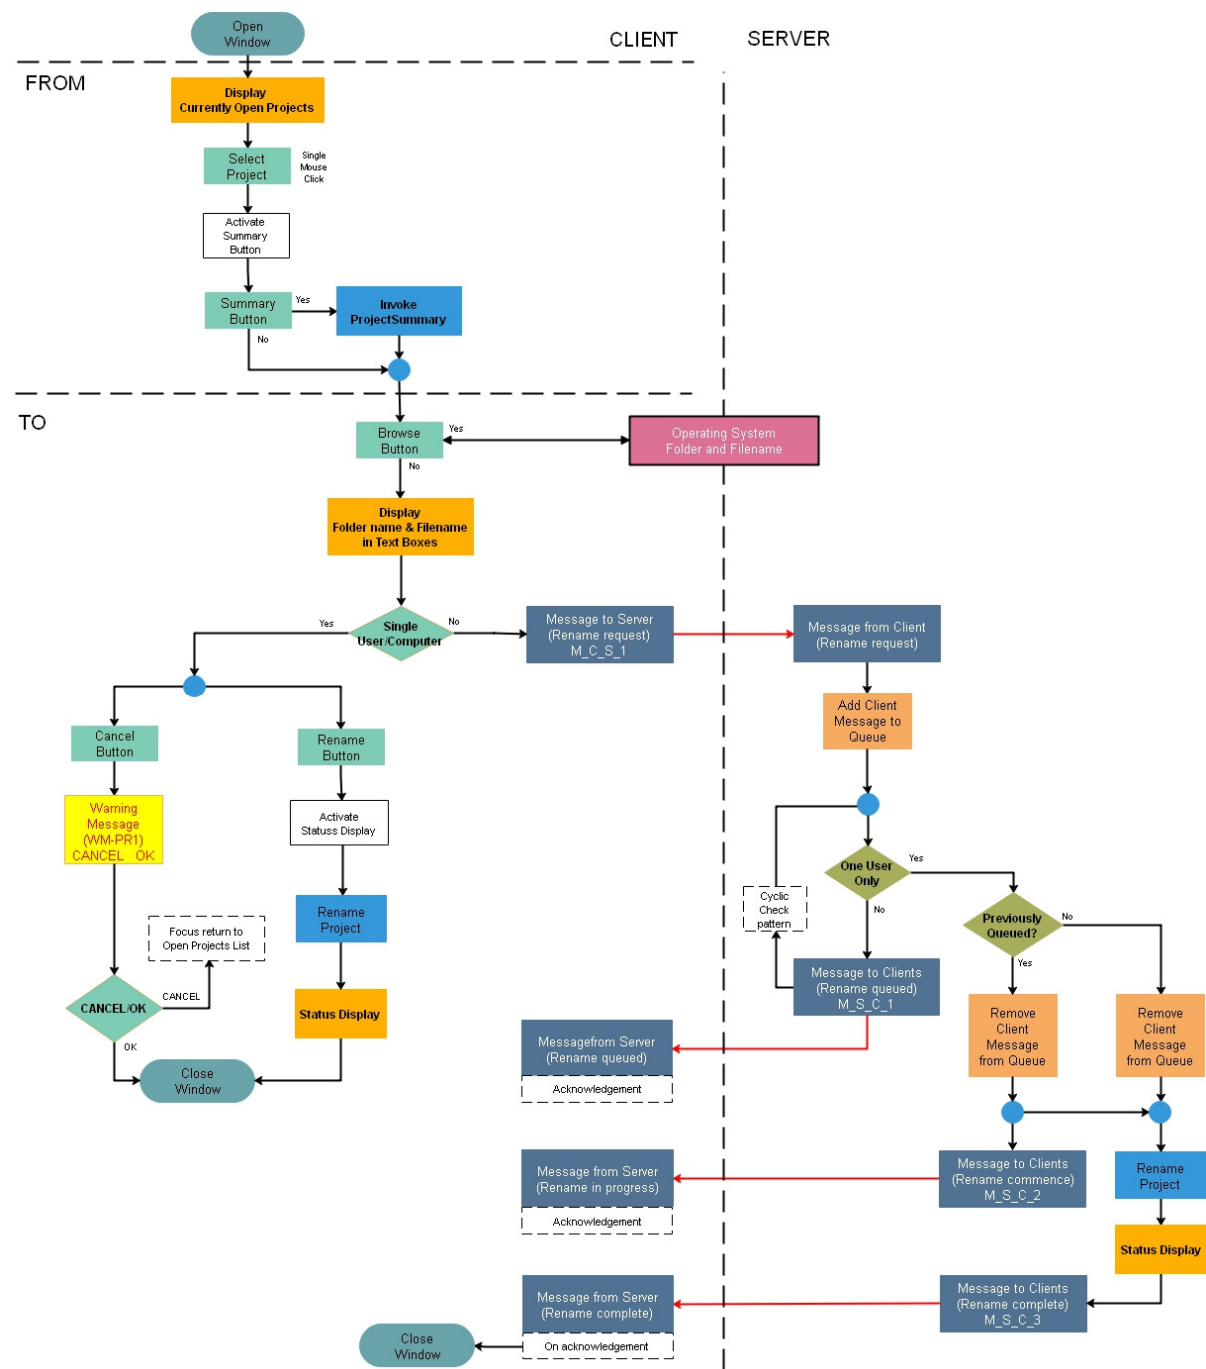 Open
Window
CLIENT
SERVER
FROM
Display
Currently Open Projects
Select
Project
Single
Mouse
Click
Activate
Summary
Button
Summary
Button
Yes
Invoke
ProjectSummary
No
TO
Browse
Button
Yes
Operating System
Folder and Filename
No
Display
Folder name & Filename
in Text Boxes
Single
User/Computer
Yes
No
Message to Server
(Rename request)
M_C_S_1
Message from Client
(Rename request)
Add Client
Message to
Queue
Cancel
Button
Rename
Button
Warning
Message
(WM-PR1)
CANCEL OK
Activate
Statuss Display
One User
Only
Yes
No
Cyclic
Check
pattern
Previously
Queued?
No
Yes
Rename
Project
Focus return to
Open Projects List
CANCEL/OK
CANCEL
OK
Status Display
Close
Window
Message to Clients
(Rename queued)
M_S_C_1
Remove
Client
Message
from Queue
Remove
Client
Message
from Queue
Messagefrom Server
(Rename queued)
Acknowledgement
Message from Server
(Rename in progress)
Acknowledgement
Message to Clients
(Rename commence)
M_S_C_2
Rename
Project
Status Display
Message from Server
(Rename complete)
On acknowledgement
Message to Clients
(Rename complete)
M_S_C_3
Close
Window